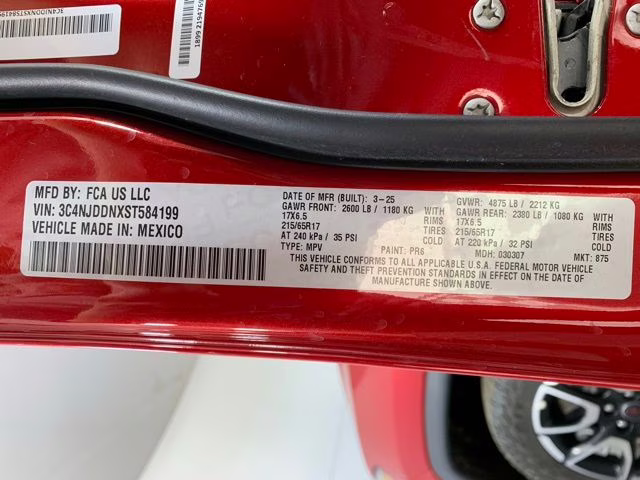 3C4NJDDNXST584199
1899 2194769
MFD BY: FCA US LLC
VIN: 3C4NJDDNXST584199
VEHICLE MADE IN: MEXICO
DATE OF MFR (BUILT): 3-25 GVWR: 4875 LB / 2212 KG
GAWR FRONT: 2600 LB / 1180 KG WITH GAWR REAR: 2380 LB / 1080 KG WITH
17X6.5 RIMS 17X6.5 RIMS
215/65R17 TIRES 215/65R17 TIRES
AT 240 kPa / 35 PSI COLD AT 220 kPa / 32 PSI COLD
TYPE: MPV PAINT: PR6 MDH: 030307 MKT: 875
THIS VEHICLE CONFORMS TO ALL APPLICABLE U.S.A. FEDERAL MOTOR VEHICLE
SAFETY AND THEFT PREVENTION STANDARDS IN EFFECT ON THE DATE OF
MANUFACTURE SHOWN ABOVE.